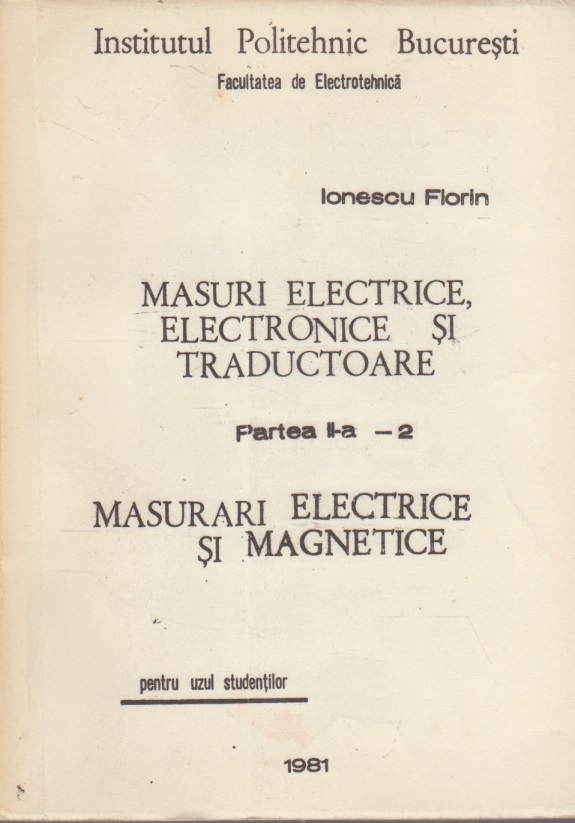 Institutul Politehnic București
Facultatea de Electrotehnică
Ionescu Florin
MASURI ELECTRICE,
ELECTRONICE ȘI
TRADUCTOARE
Partea II-a – 2
MASURARI ELECTRICE
ȘI MAGNETICE
pentru uzul studenților
1981